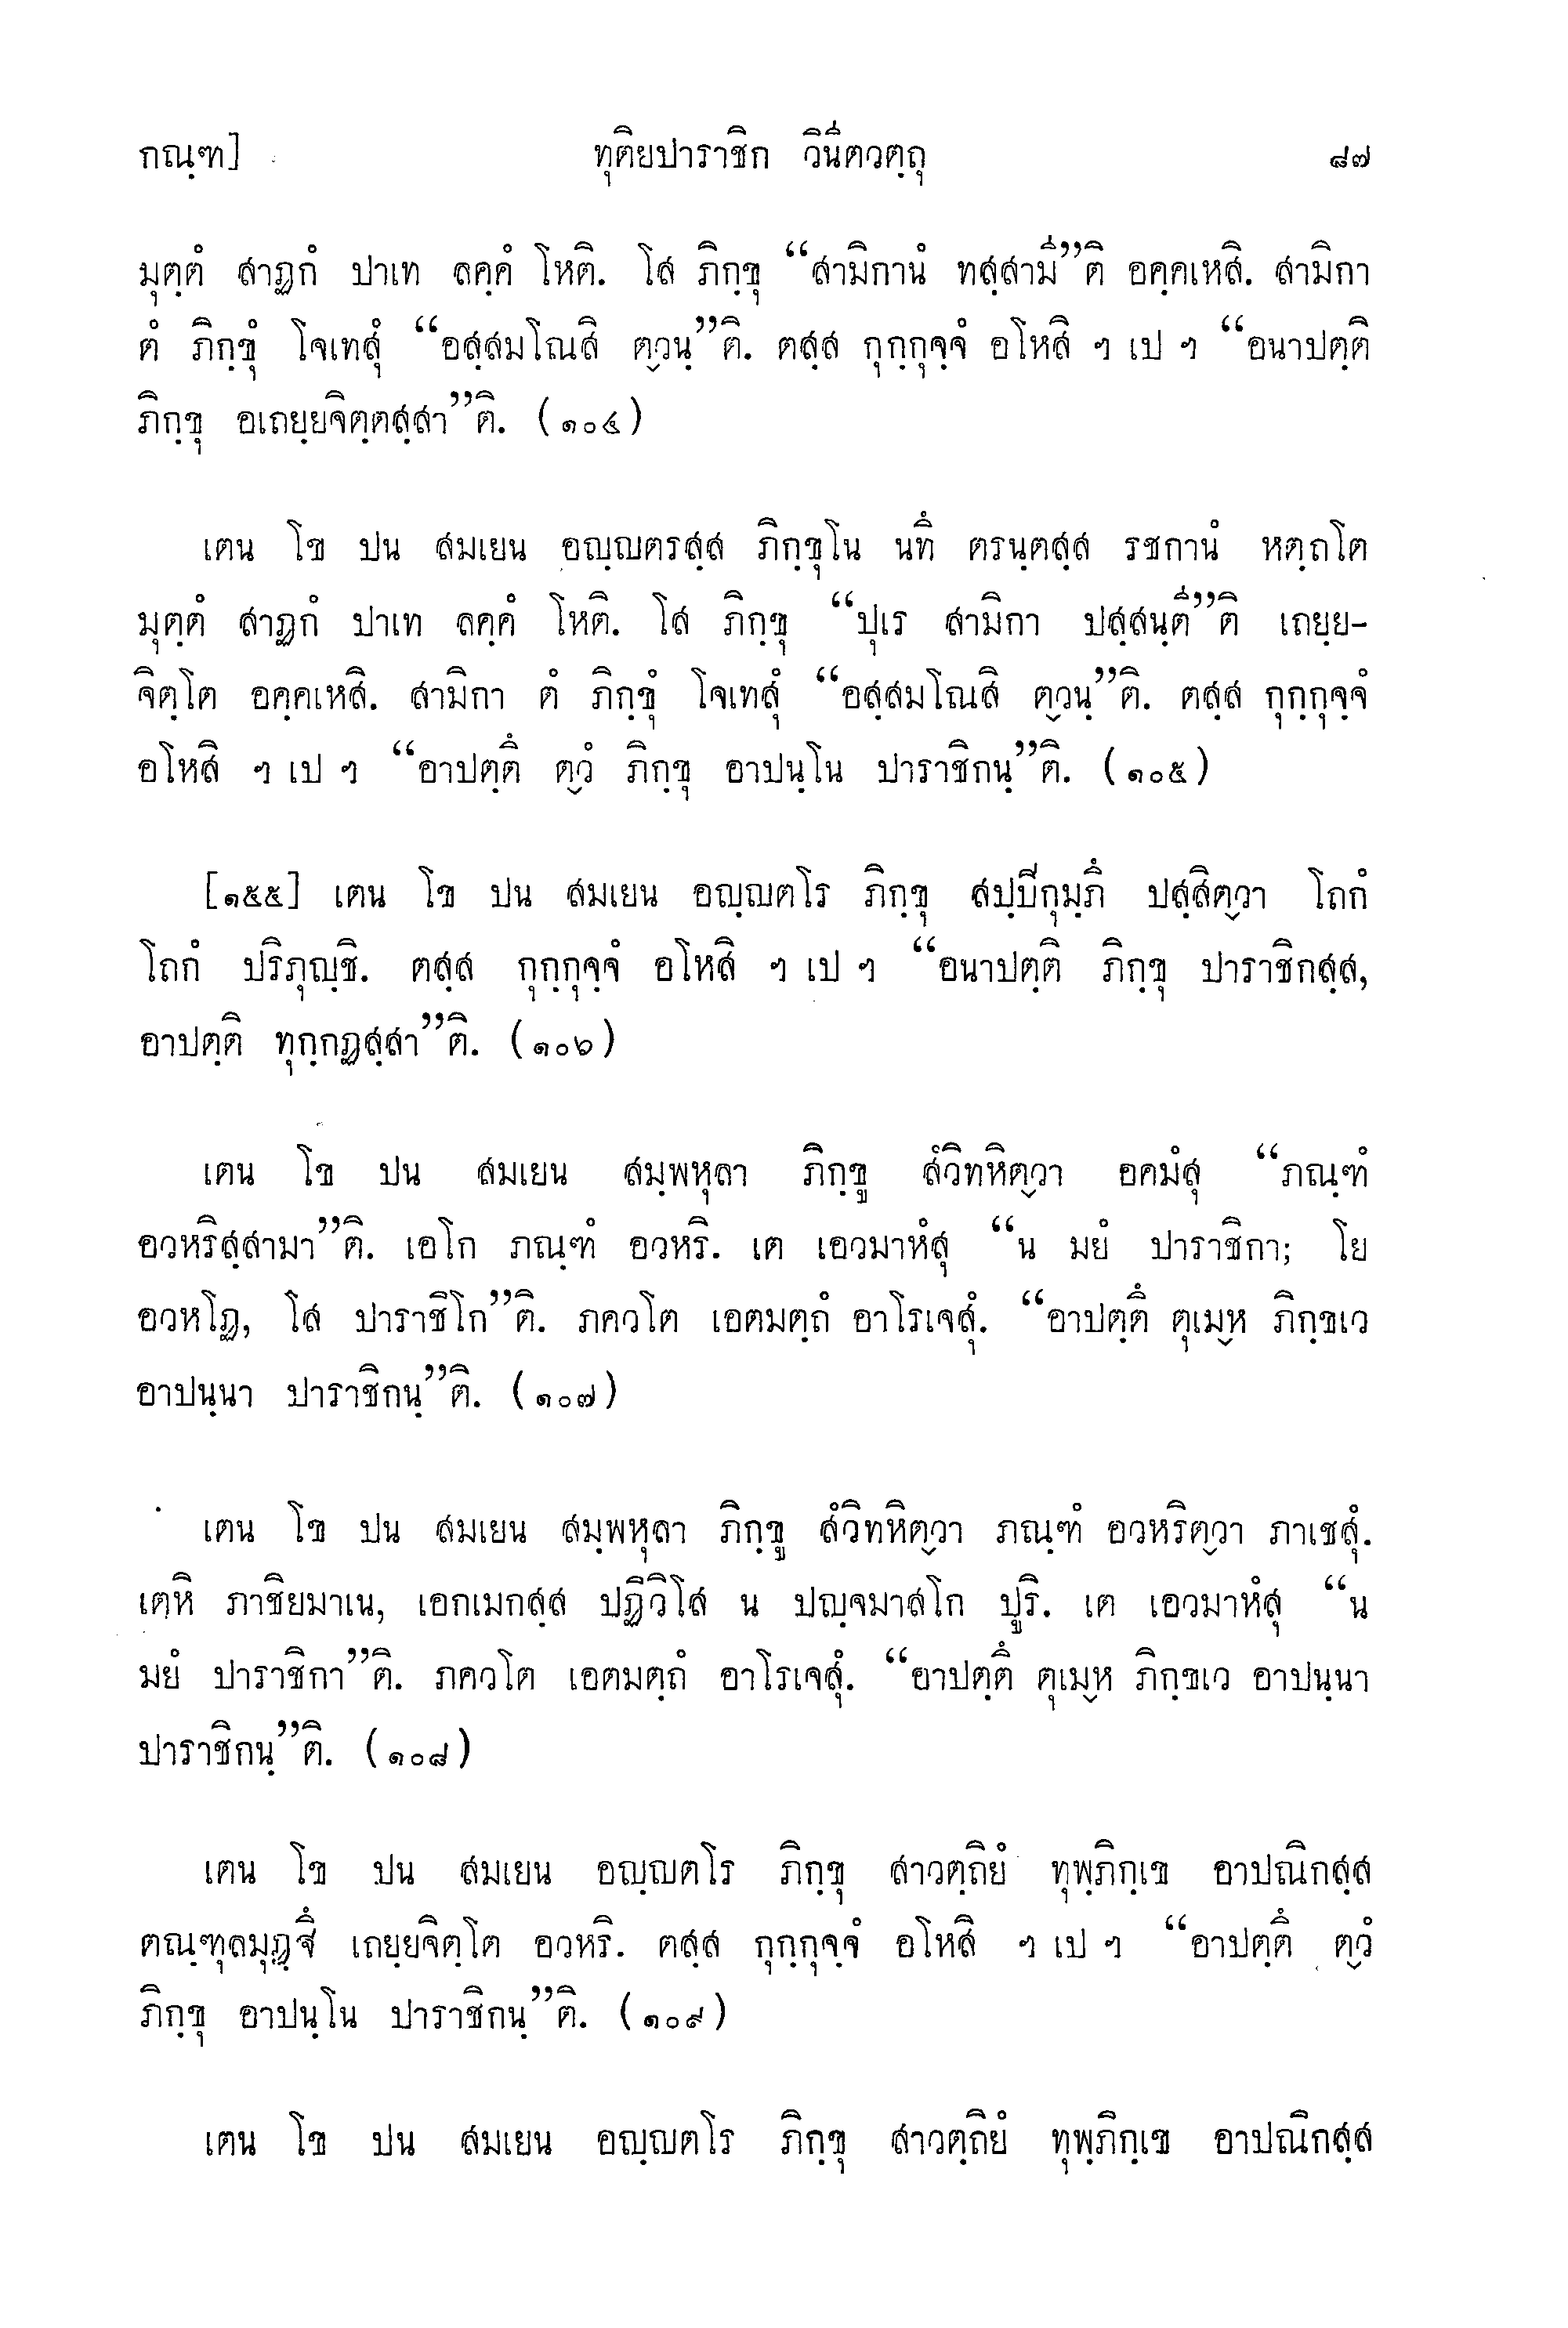 กณฺฑ] ทุติยปาราชิก วินีตวตฺถุ ๘๗
มุตฺตํ สาฏกํ ปาเท ลคฺคํ โหติ. โส ภิกฺขุ “สามิกานํ ทสฺสามี”ติ อคฺคเหสิ. สามิกา
ตํ ภิกฺขุํ โจเทสุํ “อสฺสมโณสิ ตฺวนฺ”ติ. ตสฺส กุกฺกุจฺจํ อโหสิ ฯ เป ฯ “อนาปตฺติ
ภิกฺขุ อเถยฺยจิตฺตสฺสา”ติ. (๑๐๔)
เตน โข ปน สมเยน อญฺญตรสฺส ภิกฺขุโน นทึ ตรนฺตสฺส รชกานํ หตฺถโต
มุตฺตํ สาฏกํ ปาเท ลคฺคํ โหติ. โส ภิกฺขุ “ปุเร สามิกา ปสฺสนฺตี”ติ เถยฺย-
จิตฺโต อคฺคเหสิ. สามิกา ตํ ภิกฺขุํ โจเทสุํ “อสฺสมโณสิ ตฺวนฺ”ติ. ตสฺส กุกฺกุจฺจํ
อโหสิ ฯ เป ฯ “อาปตฺตึ ตฺวํ ภิกฺขุ อาปนฺโน ปาราชิกนฺ”ติ. (๑๐๕)
[๑๕๕] เตน โข ปน สมเยน อญฺญตโร ภิกฺขุ สปฺปิกุมฺภึ ปสฺสิตฺวา โถกํ
โถกํ ปริภุญฺชิ. ตสฺส กุกฺกุจฺจํ อโหสิ ฯ เป ฯ “อนาปตฺติ ภิกฺขุ ปาราชิกสฺส,
อาปตฺติ ทุกฺกฏสฺสา”ติ. (๑๐๖)
เตน โข ปน สมเยน สมฺพหุลา ภิกฺขู สํวิทหิตฺวา อคมํสุ “ภณฺฑํ
อวหริสฺสามา”ติ. เอโก ภณฺฑํ อวหริ. เต เอวมาหํสุ “น มยํ ปาราชิกา; โย
อวหโฏ, โส ปาราชิโก”ติ. ภควโต เอตมตฺถํ อาโรเจสุํ. “อาปตฺตึ ตุเมฺห ภิกฺขเว
อาปนฺนา ปาราชิกนฺ”ติ. (๑๐๗)
เตน โข ปน สมเยน สมฺพหุลา ภิกฺขู สํวิทหิตฺวา ภณฺฑํ อวหริตฺวา ภาเชสุํ.
เตหิ ภาชิยมาเน, เอกเมกสฺส ปฏิวิโส น ปญฺจมาสโก ปูริ. เต เอวมาหํสุ “น
มยํ ปาราชิกา”ติ. ภควโต เอตมตฺถํ อาโรเจสุํ. “อาปตฺตึ ตุเมฺห ภิกฺขเว อาปนฺนา
ปาราชิกนฺ”ติ. (๑๐๘)
เตน โข ปน สมเยน อญฺญตโร ภิกฺขุ สาวตฺถิยํ ทุพฺภิกฺเข อาปณิกสฺส
ตณฺฑุลมุฏฺฐึ เถยฺยจิตฺโต อวหริ. ตสฺส กุกฺกุจฺจํ อโหสิ ฯ เป ฯ “อาปตฺตึ ตฺวํ
ภิกฺขุ อาปนฺโน ปาราชิกนฺ”ติ. (๑๐๙)
เตน โข ปน สมเยน อญฺญตโร ภิกฺขุ สาวตฺถิยํ ทุพฺภิกฺเข อาปณิกสฺส